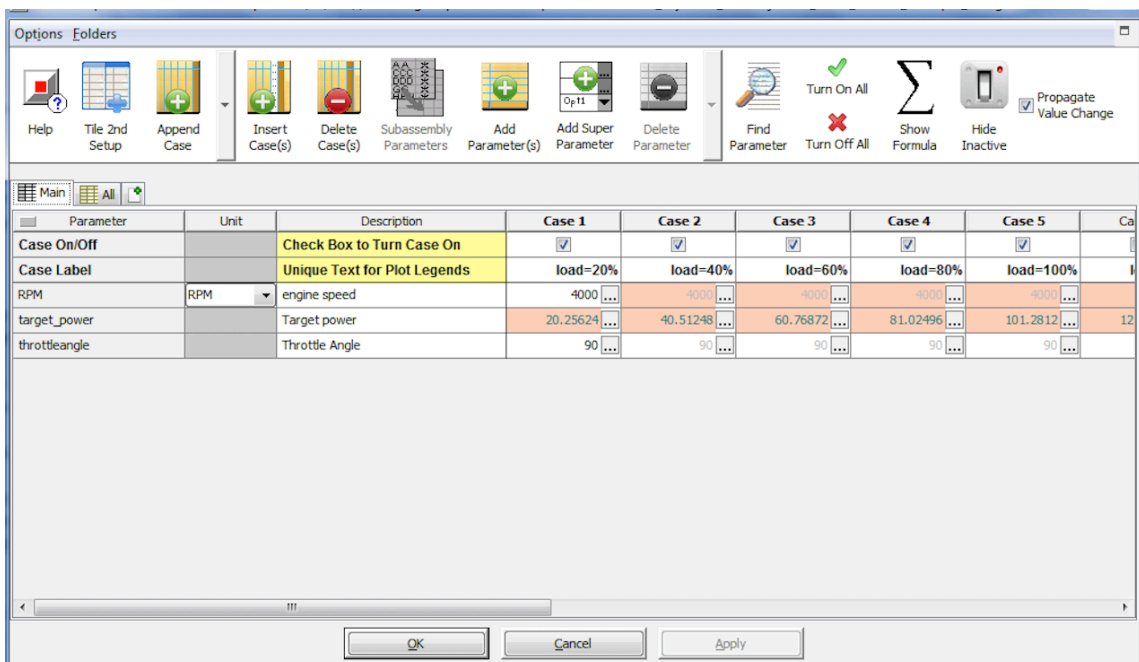 Options Folders
Help
Tile 2nd Setup
Append Case
Insert Case(s)
Delete Case(s)
Subassembly Parameters
Add Parameter(s)
Opt1
Add Super Parameter
Delete Parameter
Find Parameter
Turn On All
Turn Off All
Show Formula
Hide Inactive
Propagate Value Change
Main All
Parameter Unit Description Case 1 Case 2 Case 3 Case 4 Case 5 Ca
Case On/Off Check Box to Turn Case On
Case Label Unique Text for Plot Legends load=20% load=40% load=60% load=80% load=100%
RPM RPM engine speed 4000 ... 4000 ... 4000 ... 4000 ... 4000 ...
target_power Target power 20.25624 ... 40.51248 ... 60.76872 ... 81.02496 ... 101.2812 ... 12
throttleangle Throttle Angle 90 ... 90 ... 90 ... 90 ... 90 ...
OK Cancel Apply